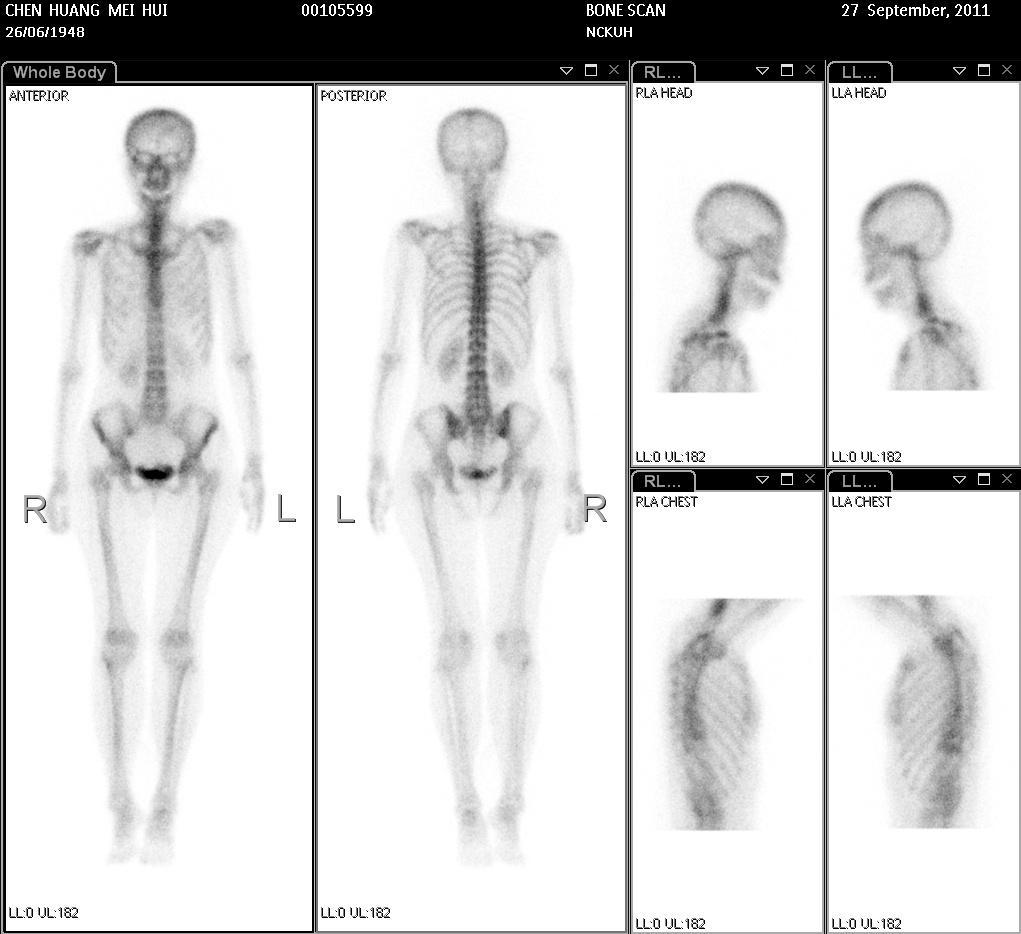 CHEN HUANG MEI HUI 00105599 BONE SCAN 27 September, 2011
26/06/1948 NCKUH
Whole Body RL... LL...
ANTERIOR POSTERIOR RLA HEAD LLA HEAD
LL:0 UL:182 LL:0 UL:182
RL... LL...
RLA CHEST LLA CHEST
R L L R
LL:0 UL:182 LL:0 UL:182 LL:0 UL:182 LL:0 UL:182